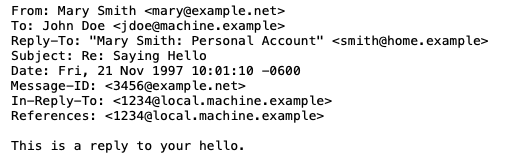 From: Mary Smith <mary@example.net>
To: John Doe <jdoe@machine.example>
Reply-To: "Mary Smith: Personal Account" <smith@home.example>
Subject: Re: Saying Hello
Date: Fri, 21 Nov 1997 10:01:10 -0600
Message-ID: <3456@example.net>
In-Reply-To: <1234@local.machine.example>
References: <1234@local.machine.example>

This is a reply to your hello.